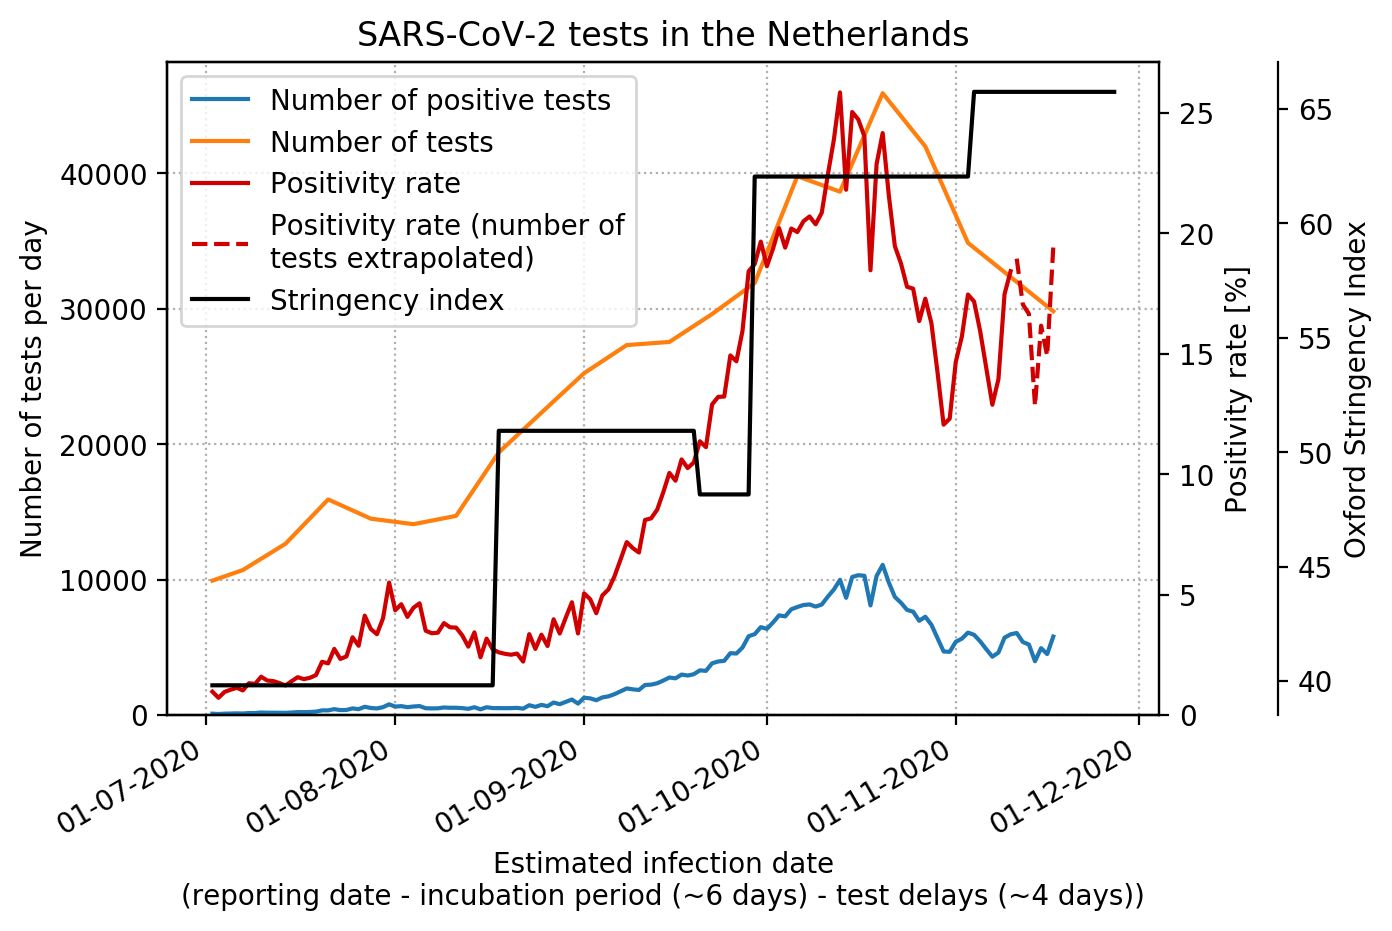 SARS-CoV-2 tests in the Netherlands
Number of positive tests
Number of tests
Positivity rate
Positivity rate (number of
tests extrapolated)
Stringency index
Number of tests per day
40000
30000
20000
10000
0
25
20
15
10
5
0
Positivity rate [%]
65
60
55
50
45
40
Oxford Stringency Index
01-07-2020
01-08-2020
01-09-2020
01-10-2020
01-11-2020
01-12-2020
Estimated infection date
(reporting date - incubation period (~6 days) - test delays (~4 days))